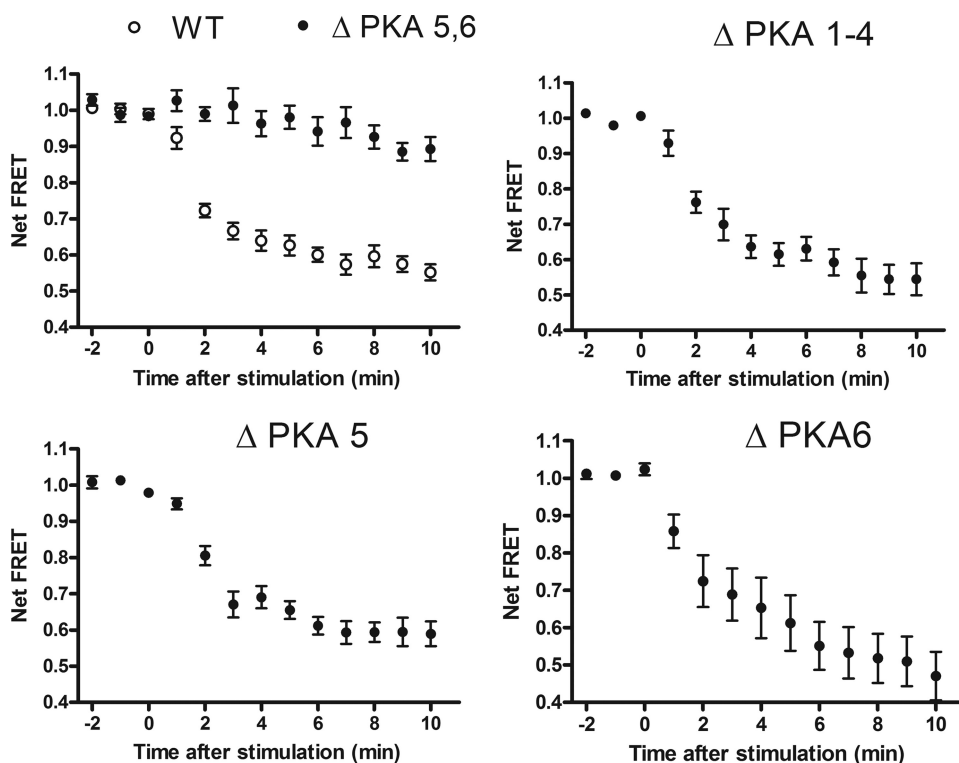 WT
Δ PKA 5,6
Δ PKA 1-4
1.1
1.0
0.9
0.8
0.7
0.6
0.5
0.4
Net FRET
-2 0 2 4 6 8 10
Time after stimulation (min)
1.1
1.0
0.9
0.8
0.7
0.6
0.5
0.4
Net FRET
-2 0 2 4 6 8 10
Time after stimulation (min)
Δ PKA 5
1.1
1.0
0.9
0.8
0.7
0.6
0.5
0.4
Net FRET
-2 0 2 4 6 8 10
Time after stimulation (min)
Δ PKA6
1.1
1.0
0.9
0.8
0.7
0.6
0.5
0.4
Net FRET
-2 0 2 4 6 8 10
Time after stimulation (min)